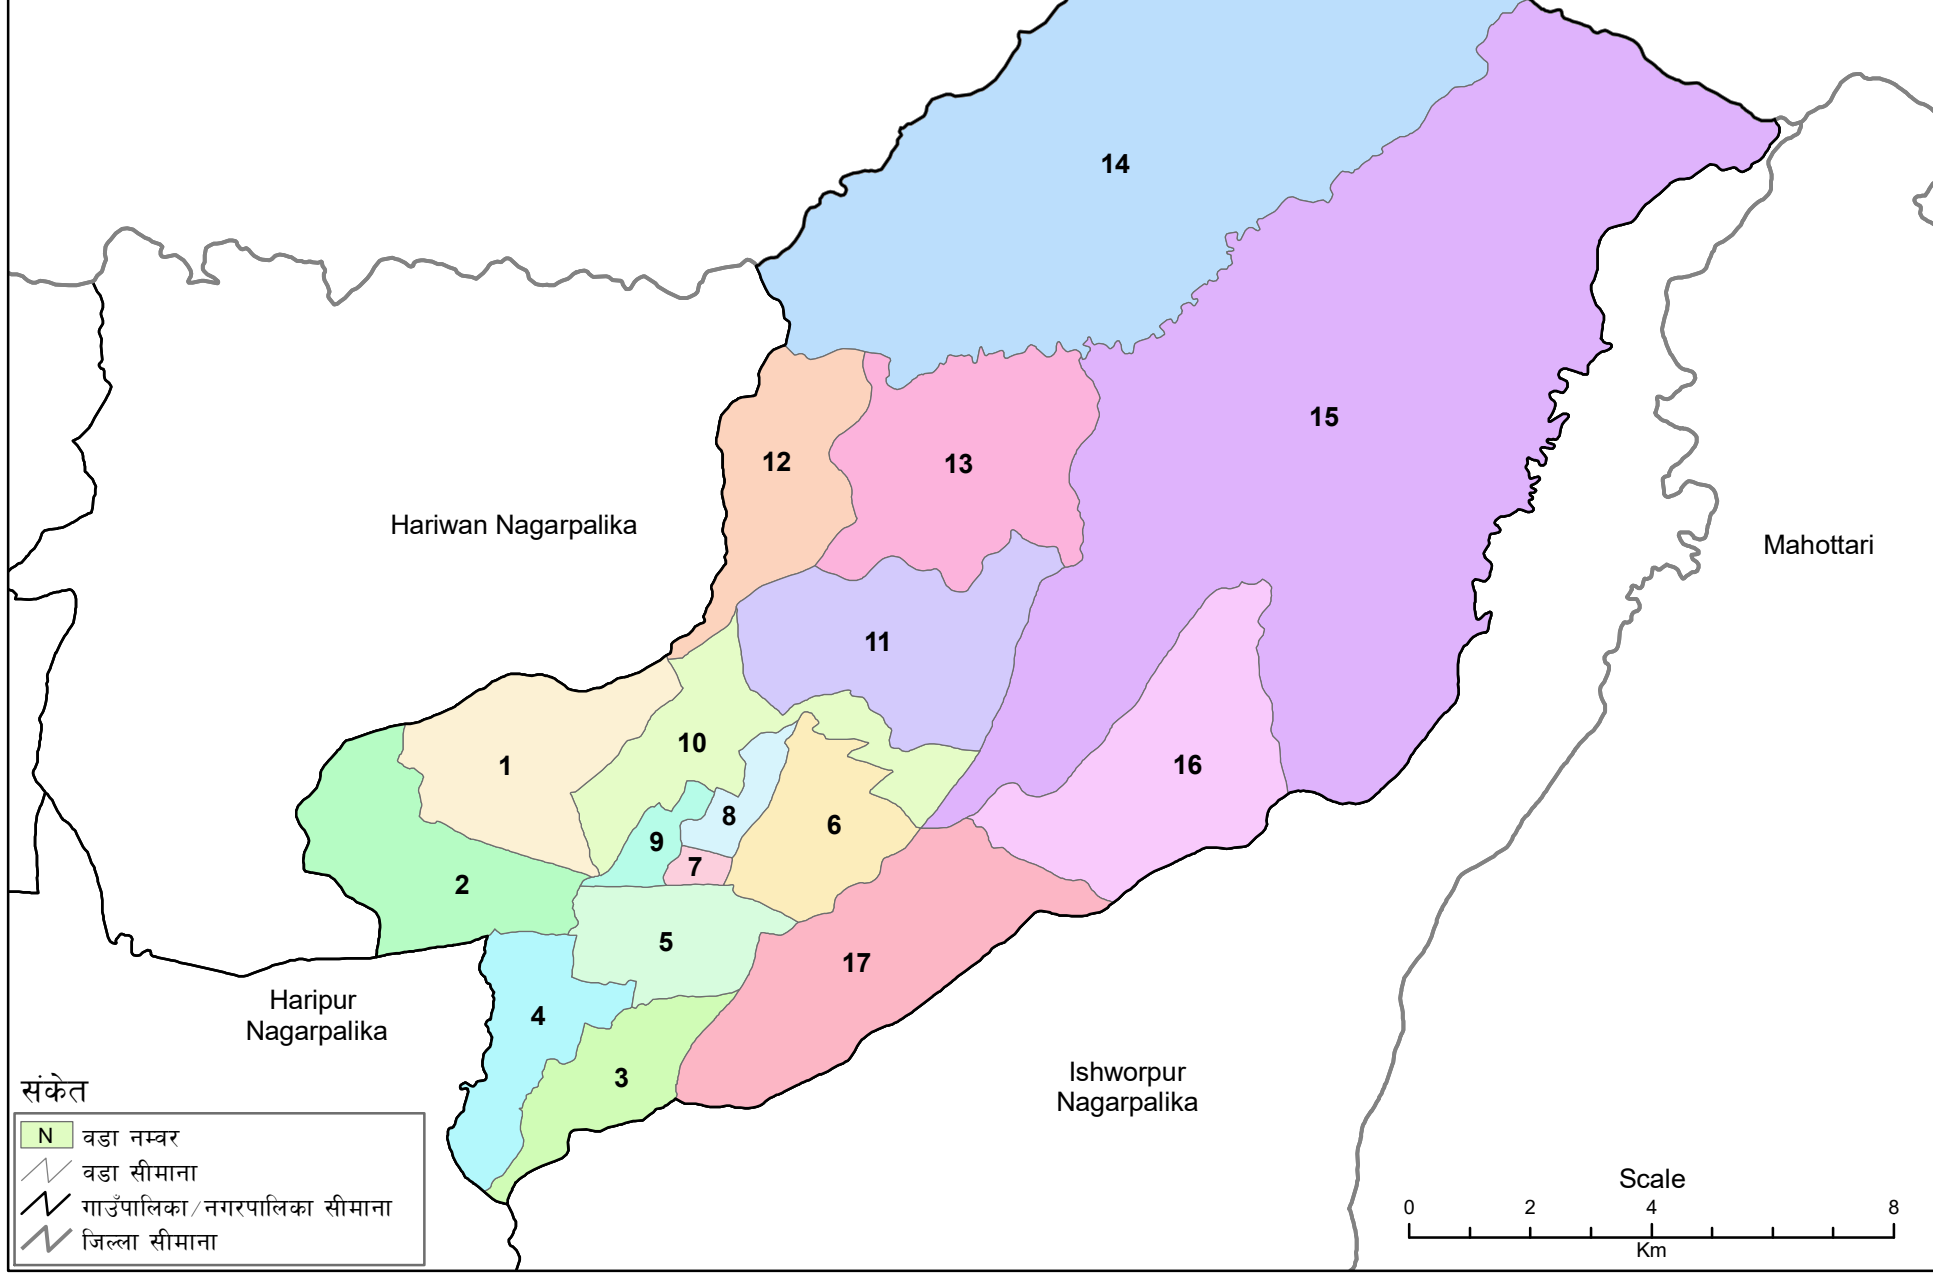 14
15
12
13
Hariwan Nagarpalika
Mahottari
11
10
1
16
8
6
9
7
2
5
17
4
Haripur
Nagarpalika
3
Ishworpur
Nagarpalika
संकेत
N वडा नम्वर
वडा सीमाना
गाउँपालिका/नगरपालिका सीमाना
जिल्ला सीमाना
Scale
0 2 4 8
Km